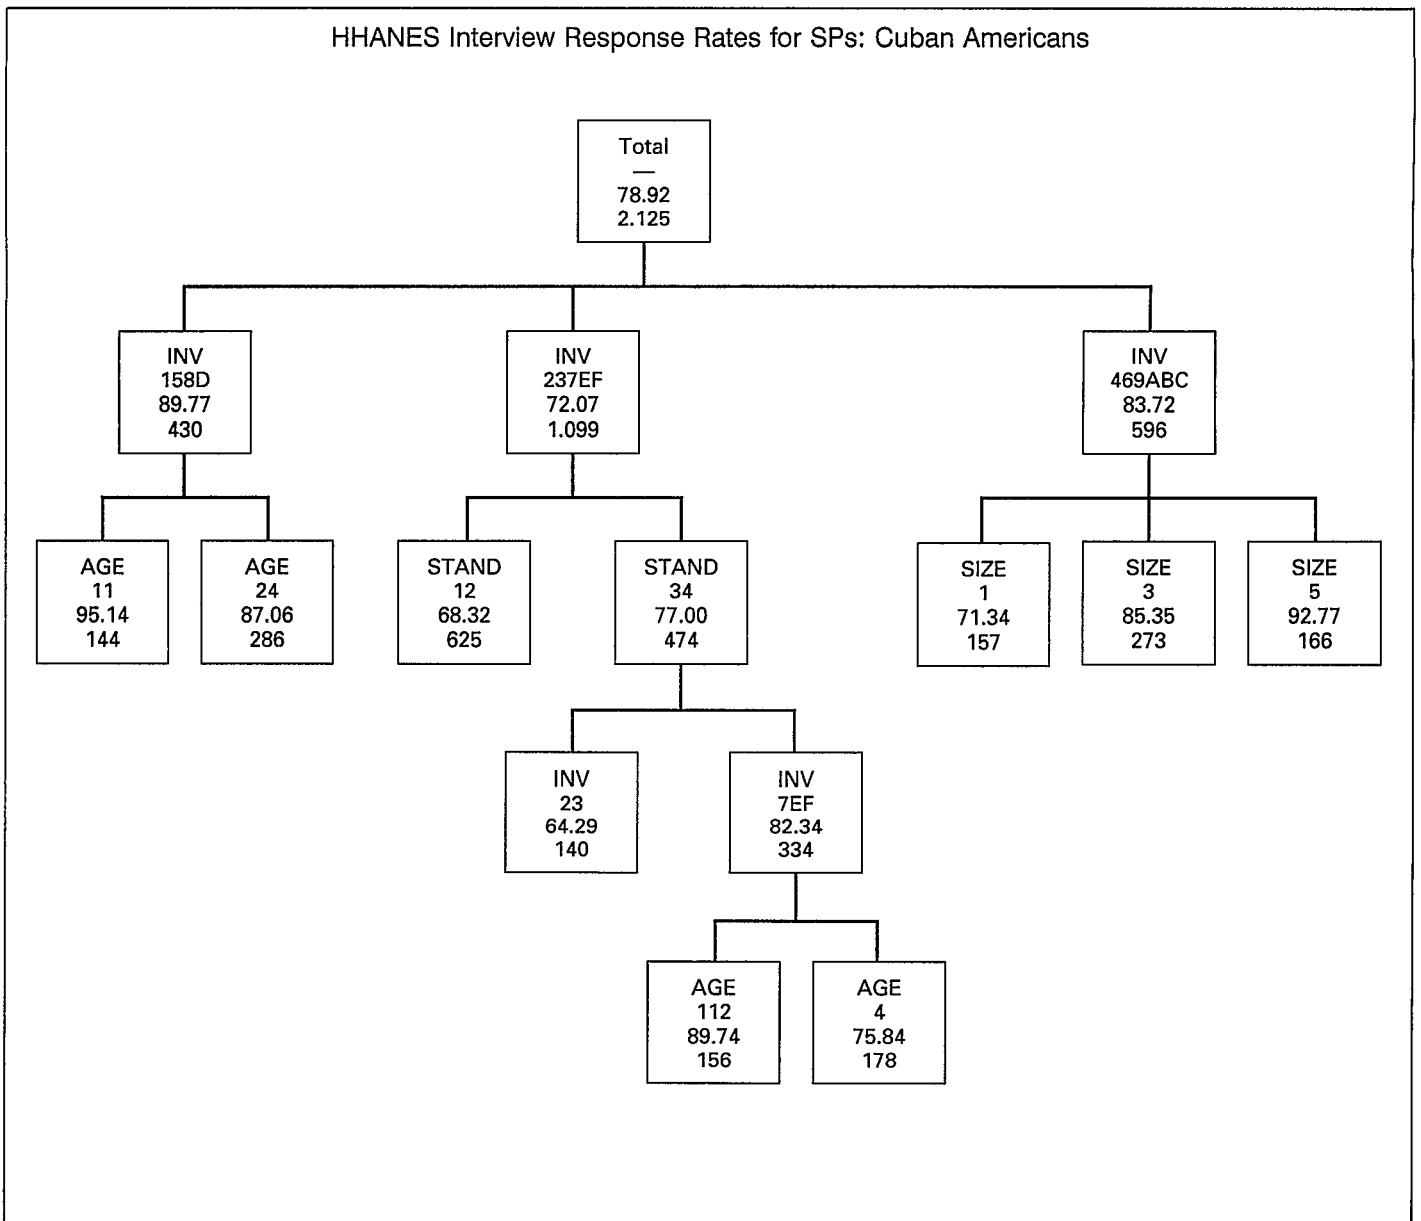 HHANES Interview Response Rates for SPs: Cuban Americans
Total
—
78.92
2.125
INV
158D
89.77
430
INV
237EF
72.07
1.099
INV
469ABC
83.72
596
AGE
11
95.14
144
AGE
24
87.06
286
STAND
12
68.32
625
STAND
34
77.00
474
SIZE
1
71.34
157
SIZE
3
85.35
273
SIZE
5
92.77
166
INV
23
64.29
140
INV
7EF
82.34
334
AGE
112
89.74
156
AGE
4
75.84
178